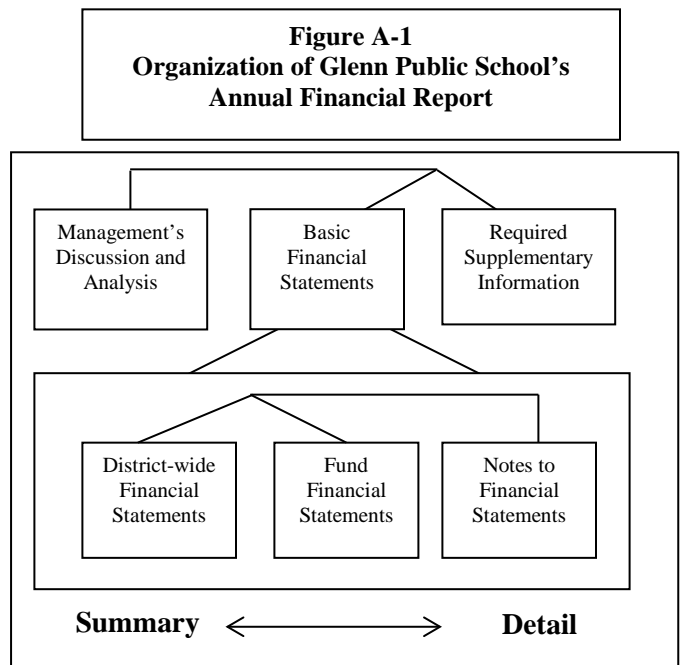 Figure A-1
Organization of Glenn Public School’s
Annual Financial Report
Management’s
Discussion and
Analysis
Basic
Financial
Statements
Required
Supplementary
Information
District-wide
Financial
Statements
Fund
Financial
Statements
Notes to
Financial
Statements
Summary
Detail